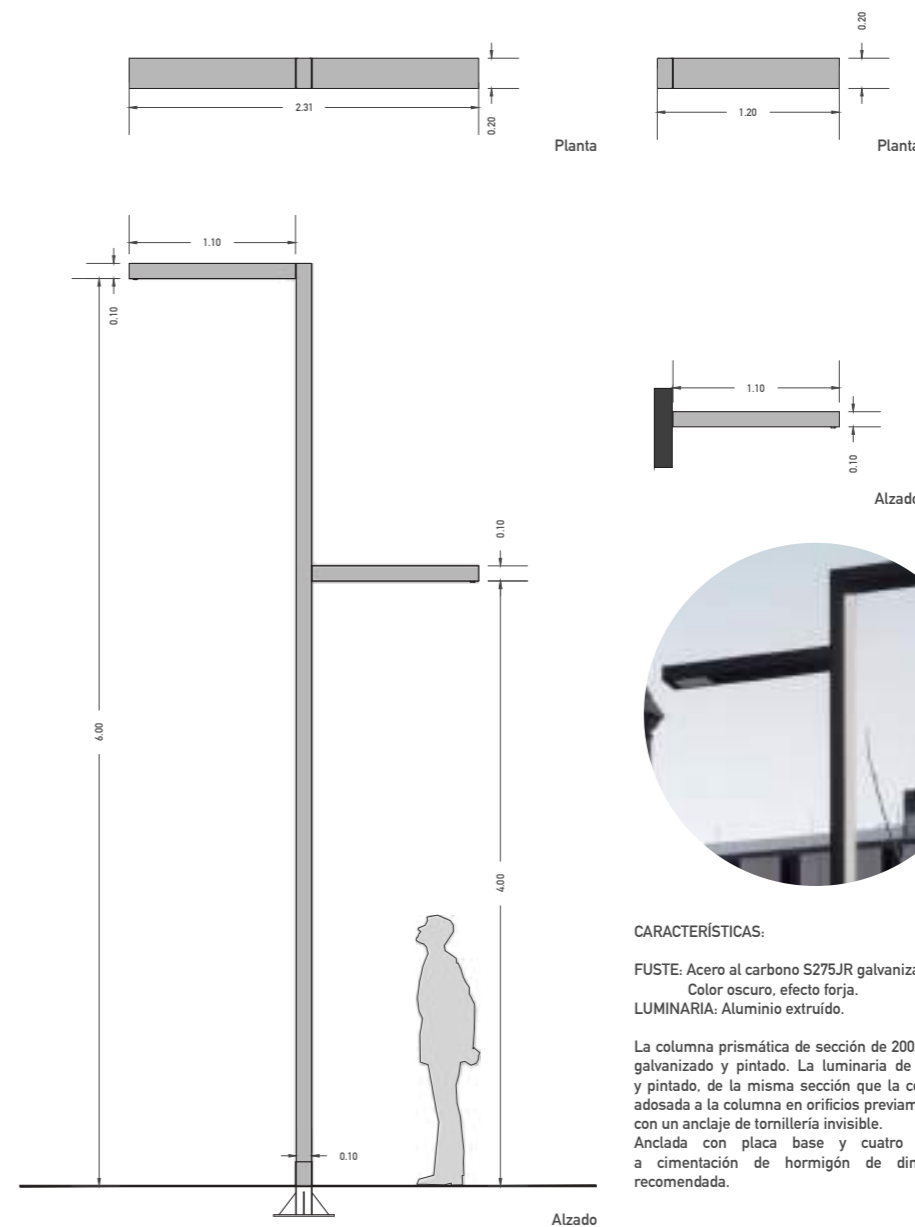 0.20
2.31
0.20
1.20
Planta
Planta
1.10
0.10
1.10
0.10
Alzado
0.10
6.00
4.00
CARACTERÍSTICAS:
FUSTE: Acero al carbono S275JR
Color oscuro, efecto forja.
LUMINARIA: Aluminio extruído.
La columna prismática de sección de 200
galvanizado y pintado. La luminaria de
y pintado, de la misma sección que la
adosada a la columna en orificios
con un anclaje de tornillería invisible.
Anclada con placa base y cuatro
a cimentación de hormigón de
recomendada.
0.10
Alzado